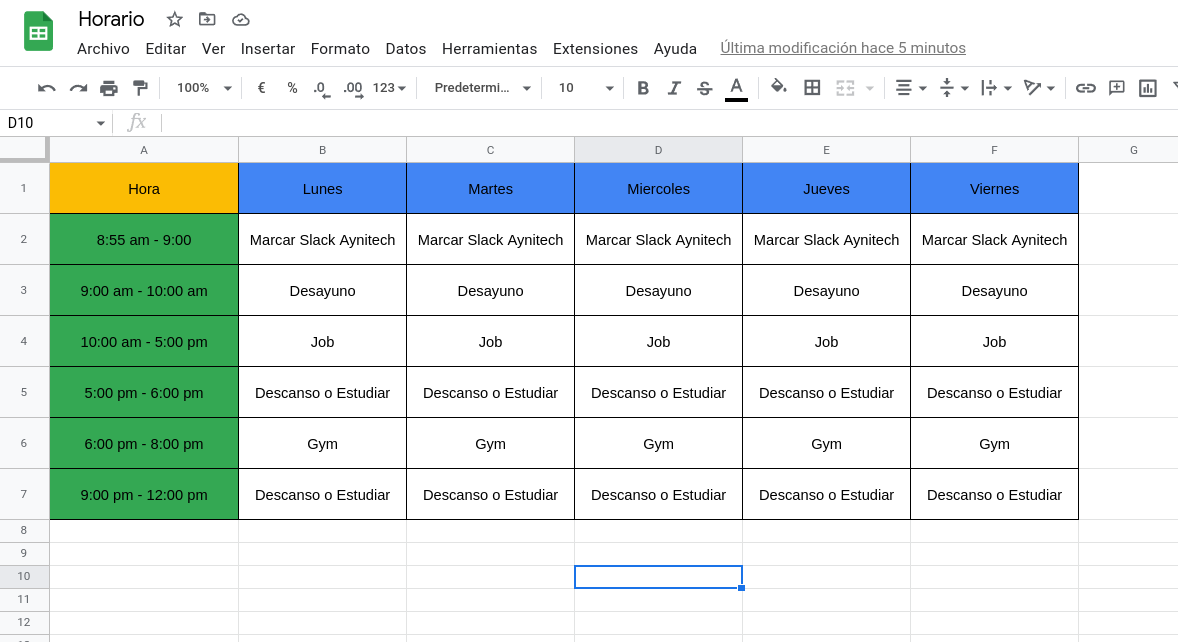 Horario
Archivo Editar Ver Insertar Formato Datos Herramientas Extensiones Ayuda Última modificación hace 5 minutos
100% € % .0 .00 123 Predetermi... 10 B I S A
D10 fx
A B C D E F G
1 Hora Lunes Martes Miercoles Jueves Viernes
2 8:55 am - 9:00 Marcar Slack Aynitech Marcar Slack Aynitech Marcar Slack Aynitech Marcar Slack Aynitech Marcar Slack Aynitech
3 9:00 am - 10:00 am Desayuno Desayuno Desayuno Desayuno Desayuno
4 10:00 am - 5:00 pm Job Job Job Job Job
5 5:00 pm - 6:00 pm Descanso o Estudiar Descanso o Estudiar Descanso o Estudiar Descanso o Estudiar Descanso o Estudiar
6 6:00 pm - 8:00 pm Gym Gym Gym Gym Gym
7 9:00 pm - 12:00 pm Descanso o Estudiar Descanso o Estudiar Descanso o Estudiar Descanso o Estudiar Descanso o Estudiar
8
9
10
11
12